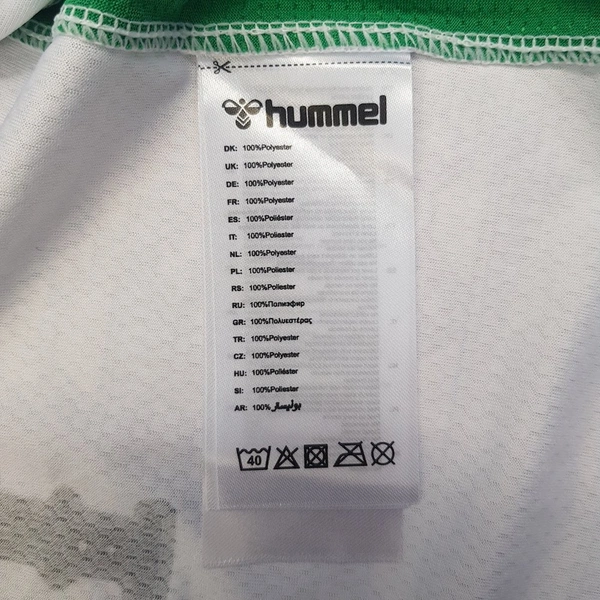 hummel
DK: 100%Polyester
UK: 100%Polyester
DE: 100%Polyester
FR: 100%Polyester
ES: 100%Poliéster
IT: 100%Poliester
NL: 100%Polyester
PL: 100%Poliester
RS: 100%Poliester
RU: 100%Полиэфир
GR: 100%Πολυεστέρας
TR: 100%Polyester
CZ: 100%Polyester
HU: 100%Poliészter
SI: 100%Poliester
AR: 100% بوليستار
40